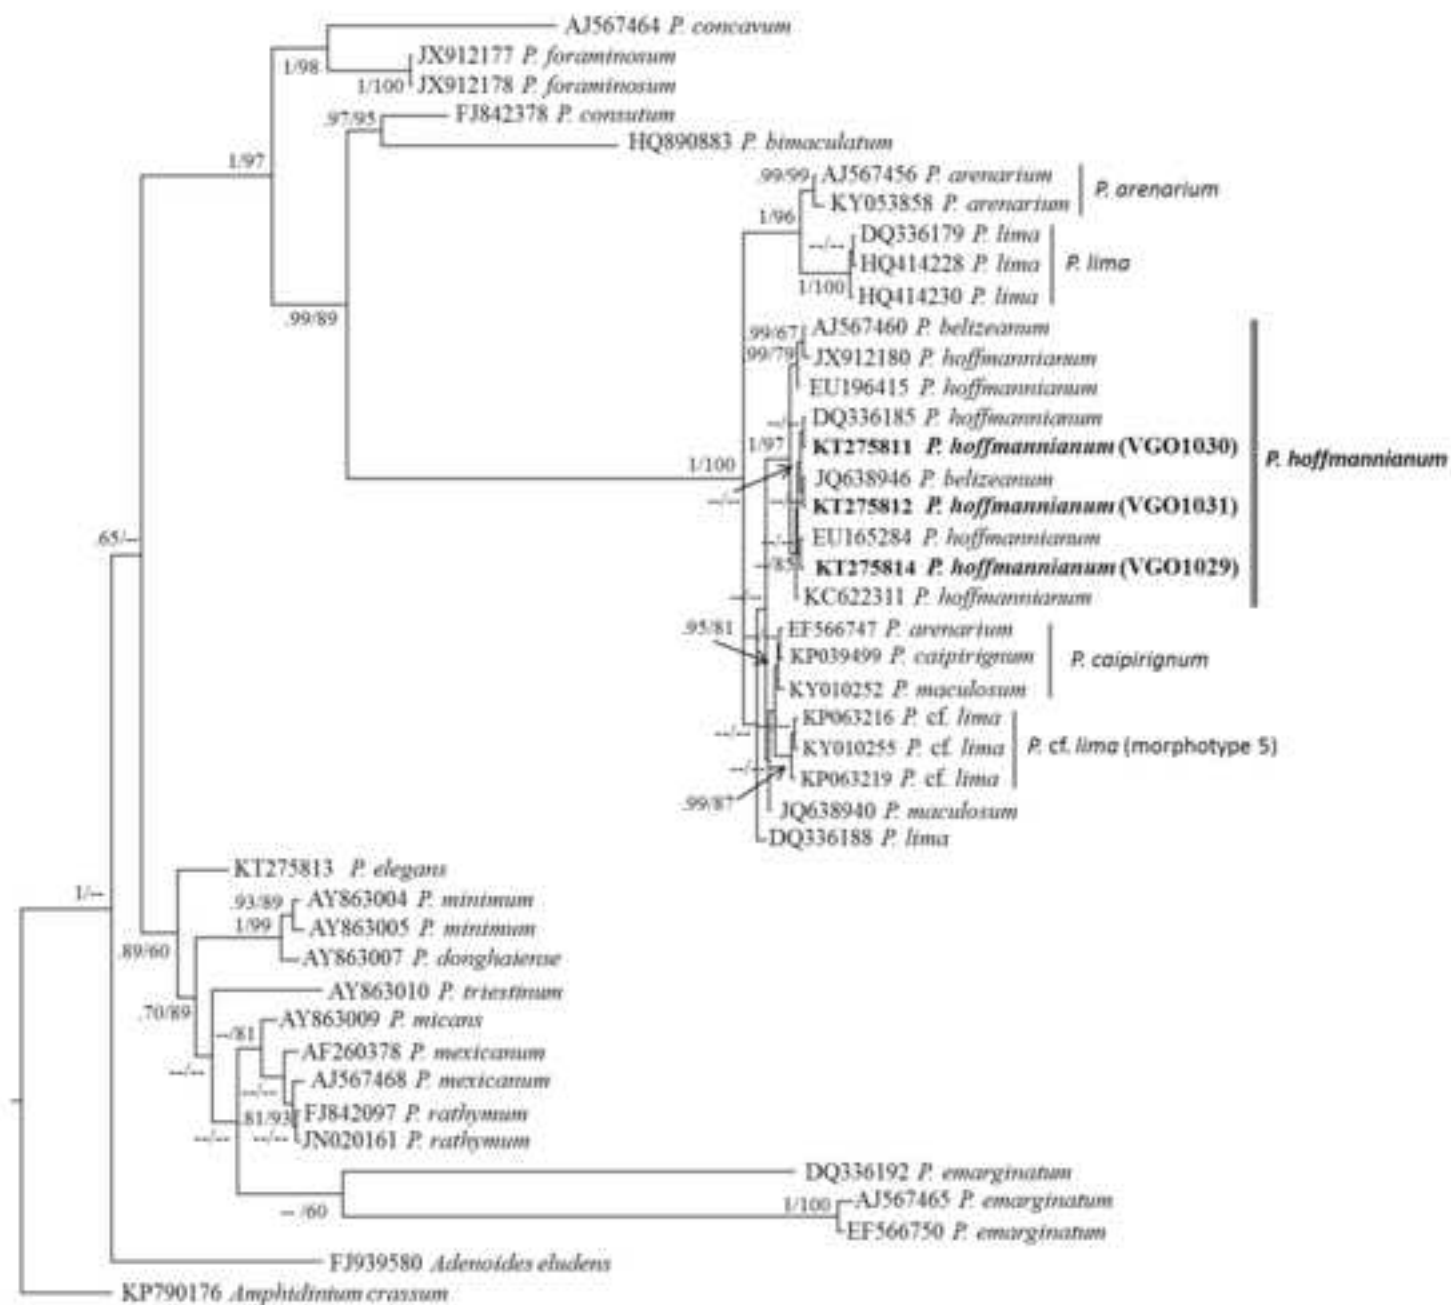 AJ567464 P. concavum
JX912177 P. foraminosum
1/98
1/100 JX912178 P. foraminosum
.97/95 FJ842378 P. consutum
HQ890883 P. bimaculatum
1/97
.99/99 AJ567456 P. arenarium
P. arenarium
KY053858 P. arenarium
1/96
DQ336179 P. lima
--/--
HQ414228 P. lima
P. lima
1/100
HQ414230 P. lima
.99/89
.99/67 AJ567460 P. belizeanum
.99/79 JX912180 P. hoffmannianum
EU196415 P. hoffmannianum
DQ336185 P. hoffmannianum
--/--
1/97 KT275811 P. hoffmannianum (VGO1030)
P. hoffmannianum
1/100
JQ638946 P. belizeanum
--/--
KT275812 P. hoffmannianum (VGO1031)
.65/--
--/--
EU165284 P. hoffmannianum
--/85 KT275814 P. hoffmannianum (VGO1029)
--/--
KC622311 P. hoffmannianum
.95/81
EF566747 P. arenarium
KP039499 P. caipirignum
P. caipirignum
KY010252 P. maculosum
KP063216 P. cf. lima
--/--
KY010255 P. cf. lima
P. cf. lima (morphotype 5)
--/--
KP063219 P. cf. lima
.99/87
JQ638940 P. maculosum
DQ336188 P. lima
KT275813 P. elegans
1/--
.93/89 AY863004 P. minimum
1/99 AY863005 P. minimum
.89/60
AY863007 P. donghaiense
AY863010 P. triestinum
.70/89
AY863009 P. micans
--/81
AF260378 P. mexicanum
--/--
AJ567468 P. mexicanum
--/--
.81/93 FJ842097 P. rathymum
--/-- --/-- JN020161 P. rathymum
DQ336192 P. emarginatum
1/100 AJ567465 P. emarginatum
-- /60
EF566750 P. emarginatum
FJ939580 Adenoides eludens
KP790176 Amphidinium crassum